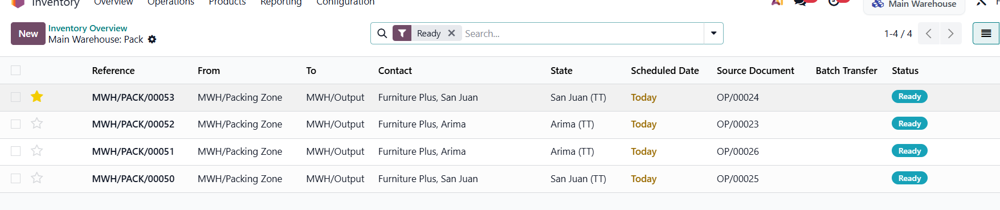 Inventory Overview Operations Products Reporting Configuration Main Warehouse
New Inventory Overview
Main Warehouse: Pack
Ready Search... 1-4 / 4
Reference From To Contact State Scheduled Date Source Document Batch Transfer Status
MWH/PACK/00053 MWH/Packing Zone MWH/Output Furniture Plus, San Juan San Juan (TT) Today OP/00024 Ready
MWH/PACK/00052 MWH/Packing Zone MWH/Output Furniture Plus, Arima Arima (TT) Today OP/00023 Ready
MWH/PACK/00051 MWH/Packing Zone MWH/Output Furniture Plus, Arima Arima (TT) Today OP/00026 Ready
MWH/PACK/00050 MWH/Packing Zone MWH/Output Furniture Plus, San Juan San Juan (TT) Today OP/00025 Ready